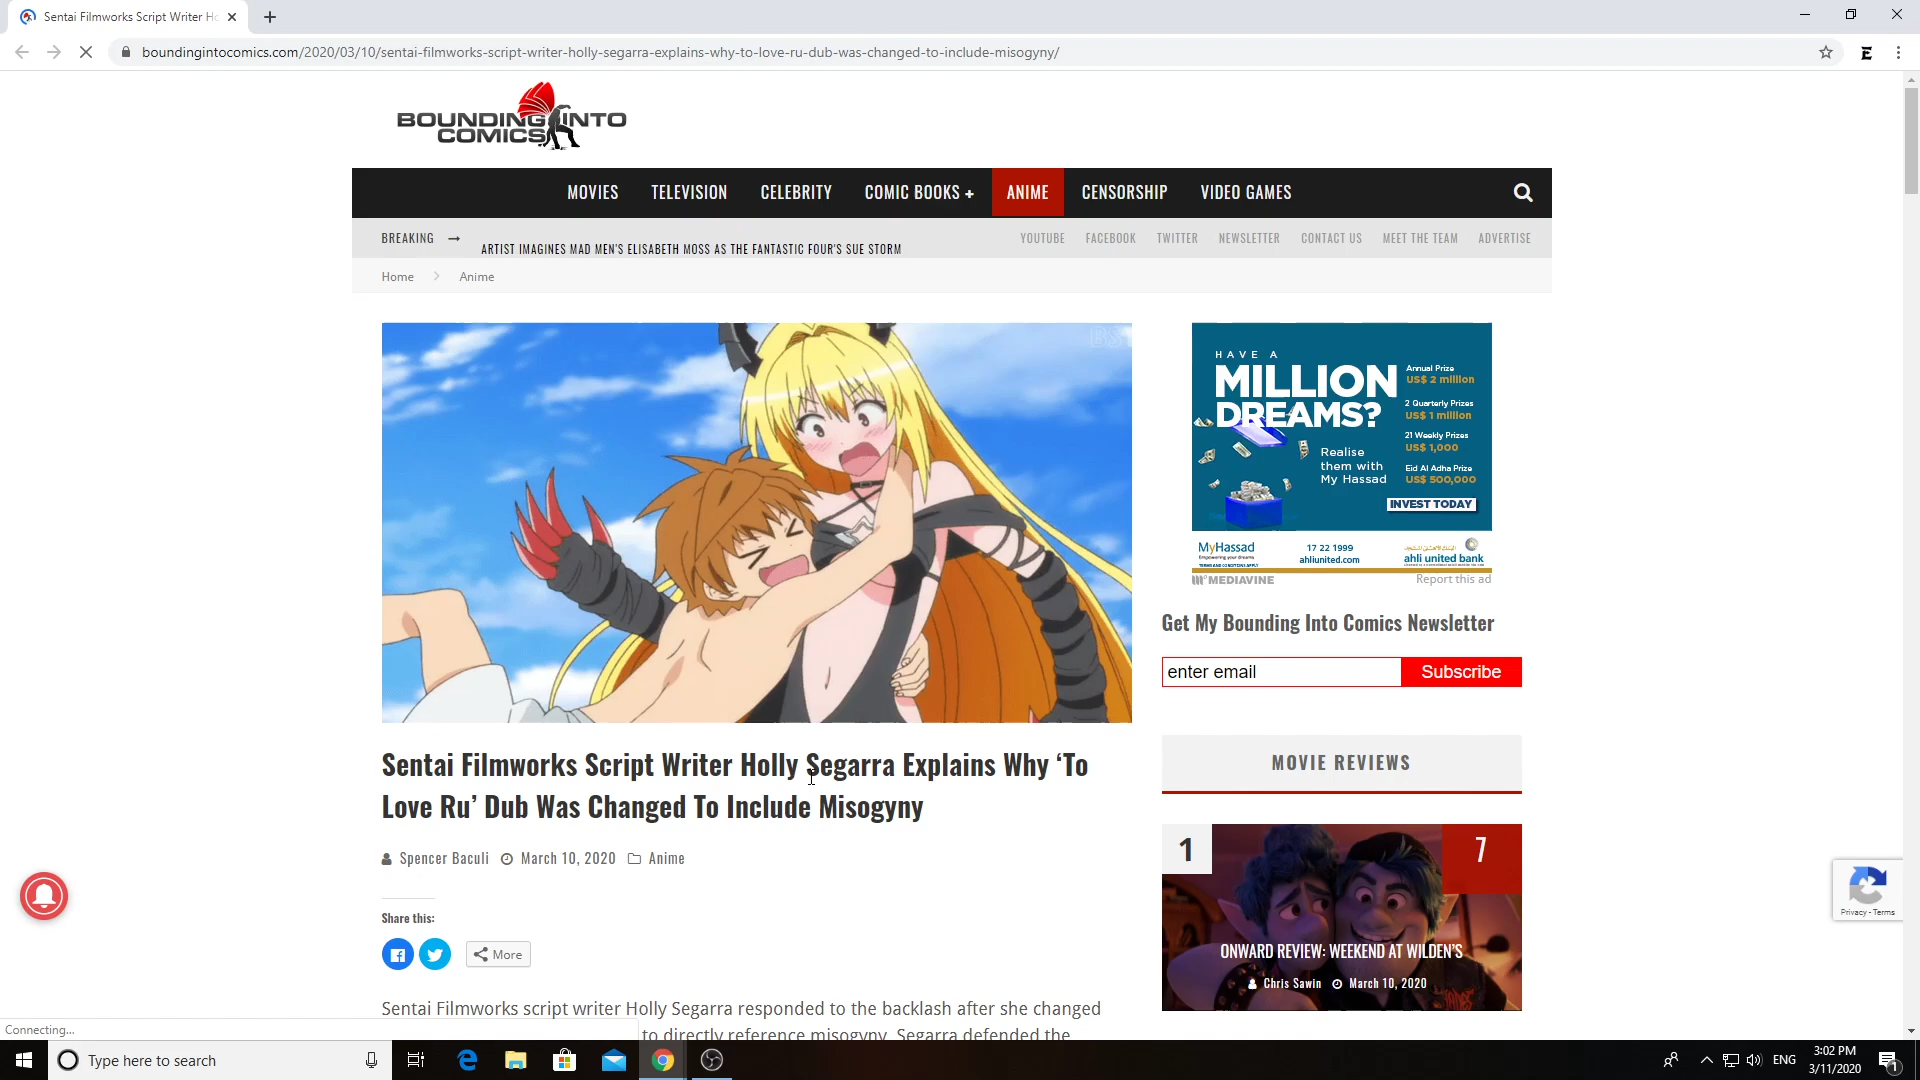 Sentai Filmworks Script Writer Ho
boundingintocomics.com/2020/03/10/sentai-filmworks-script-writer-holly-segarra-explains-why-to-love-ru-dub-was-changed-to-include-misogyny/
BOUNDING INTO
COMICS
MOVIES TELEVISION CELEBRITY COMIC BOOKS + ANIME CENSORSHIP VIDEO GAMES
BREAKING → ARTIST IMAGINES MAD MEN'S ELISABETH MOSS AS THE FANTASTIC FOUR'S SUE STORM
YOUTUBE FACEBOOK TWITTER NEWSLETTER CONTACT US MEET THE TEAM ADVERTISE
Home > Anime
HAVE A
MILLION
DREAMS?
Realise
them with
My Hassad
Annual Prize
US$ 2 million
2 Quarterly Prizes
US$ 1 million
21 Weekly Prizes
US$ 1,000
Eid Al Adha Prize
US$ 500,000
INVEST TODAY
MyHassad
Empowering your dreams
TERMS AND CONDITIONS APPLY
17 22 1999
ahliunited.com
ahli united bank
MEDIAVINE
Report this ad
Get My Bounding Into Comics Newsletter
enter email
Subscribe
Sentai Filmworks Script Writer Holly Segarra Explains Why ‘To
Love Ru’ Dub Was Changed To Include Misogyny
Spencer Baculi March 10, 2020 Anime
Share this:
More
Sentai Filmworks script writer Holly Segarra responded to the backlash after she changed
to directly reference misogyny. Segarra defended the
MOVIE REVIEWS
1
7
ONWARD REVIEW: WEEKEND AT WILDEN'S
Chris Sawin March 10, 2020
Privacy - Terms
Connecting...
Type here to search
ENG
3:02 PM
3/11/2020
1